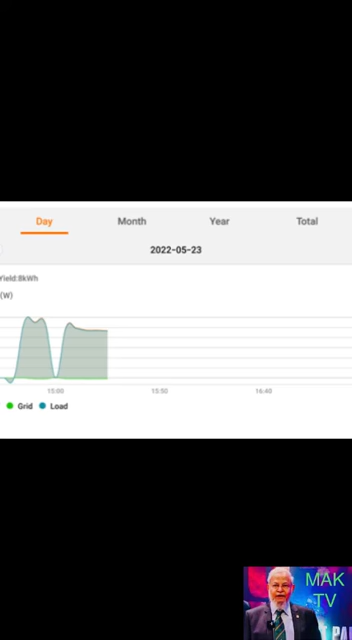 Day Month Year Total
2022-05-23
Yield:8kWh
(W)
15:00 15:50 16:40
Grid Load
MAK
TV